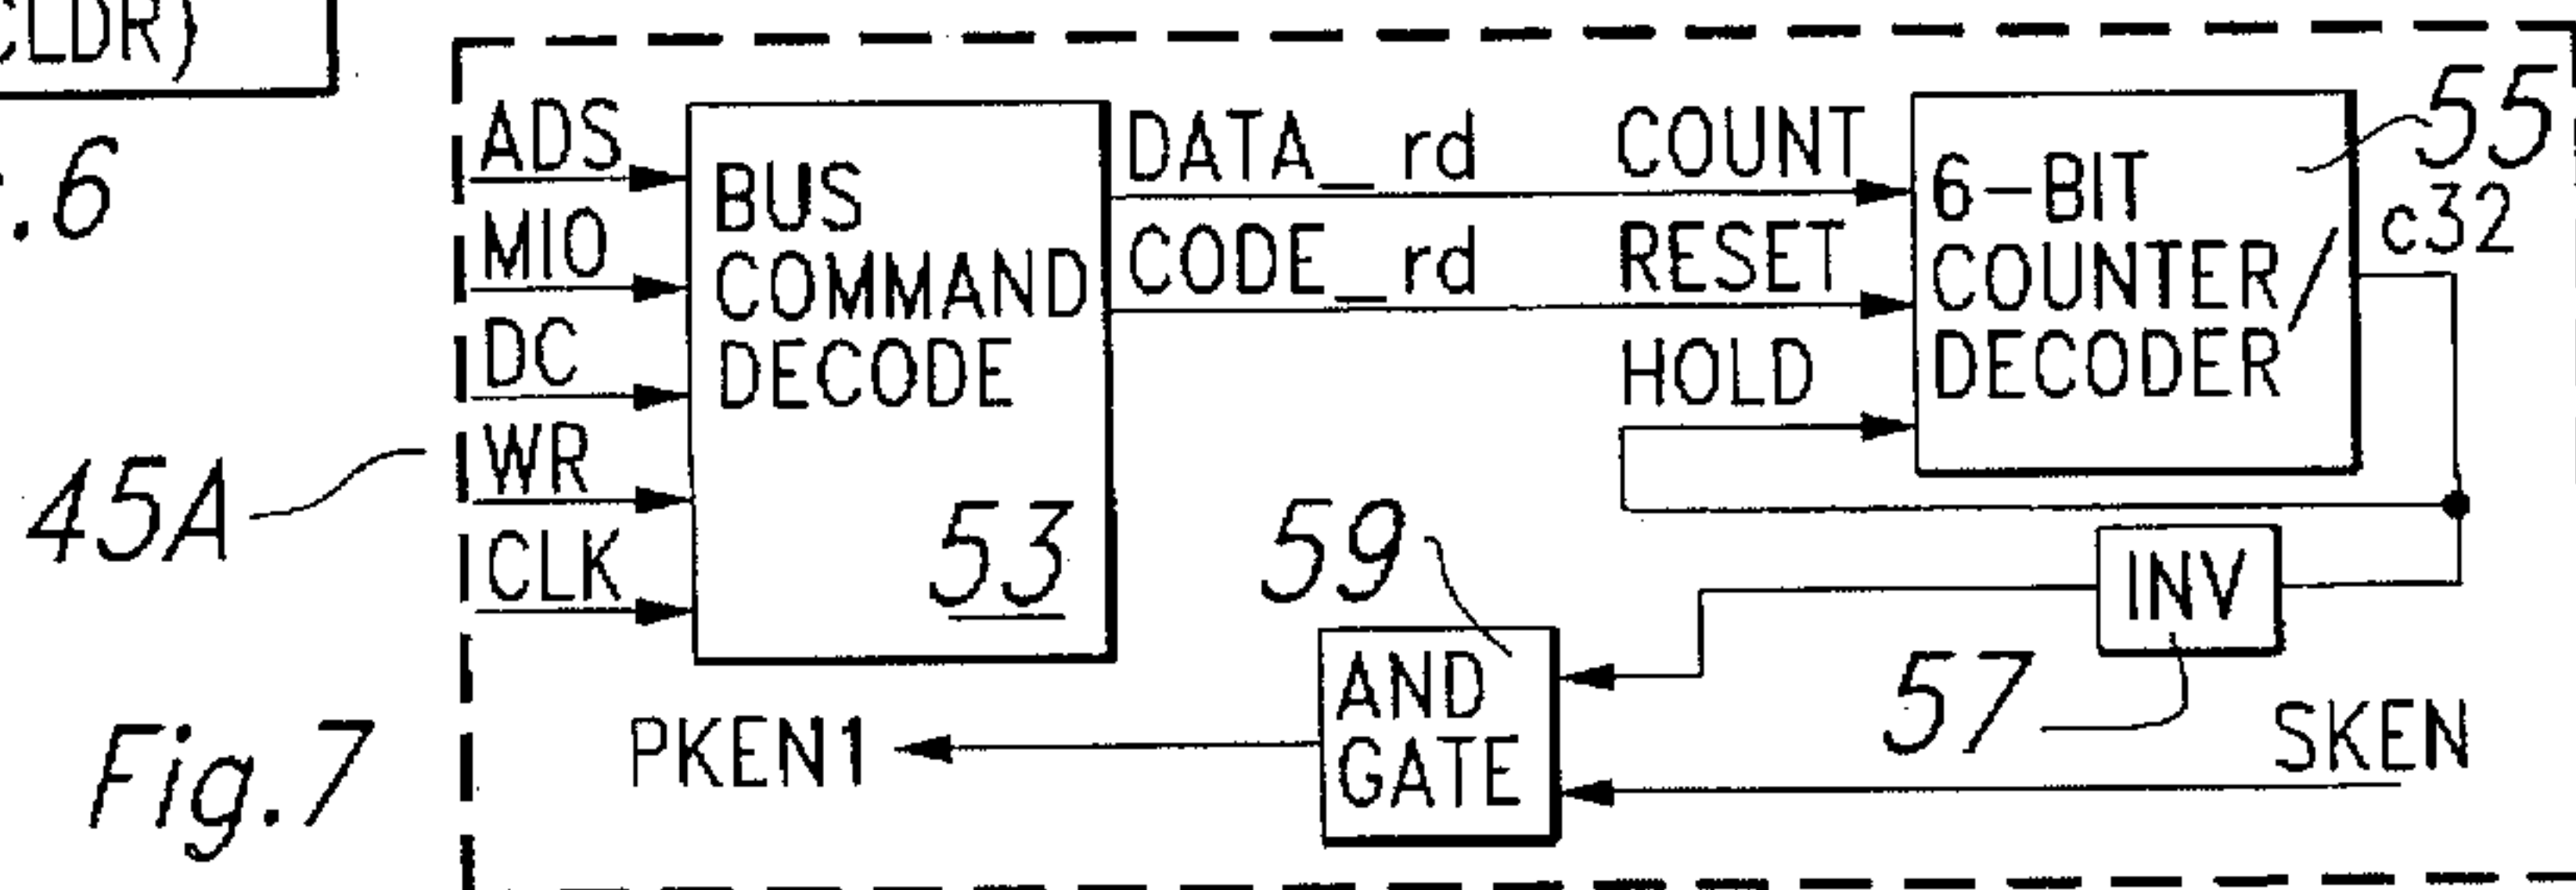 CLDR)
.6
ADS
MIO
DC
WR
CLK
BUS
COMMAND
DECODE
53
DATA_rd
CODE_rd
COUNT
RESET
HOLD
6-BIT
COUNTER/
DECODER
55
c32
45A
59
INV
57
AND
GATE
PKEN1
SKEN
Fig.7